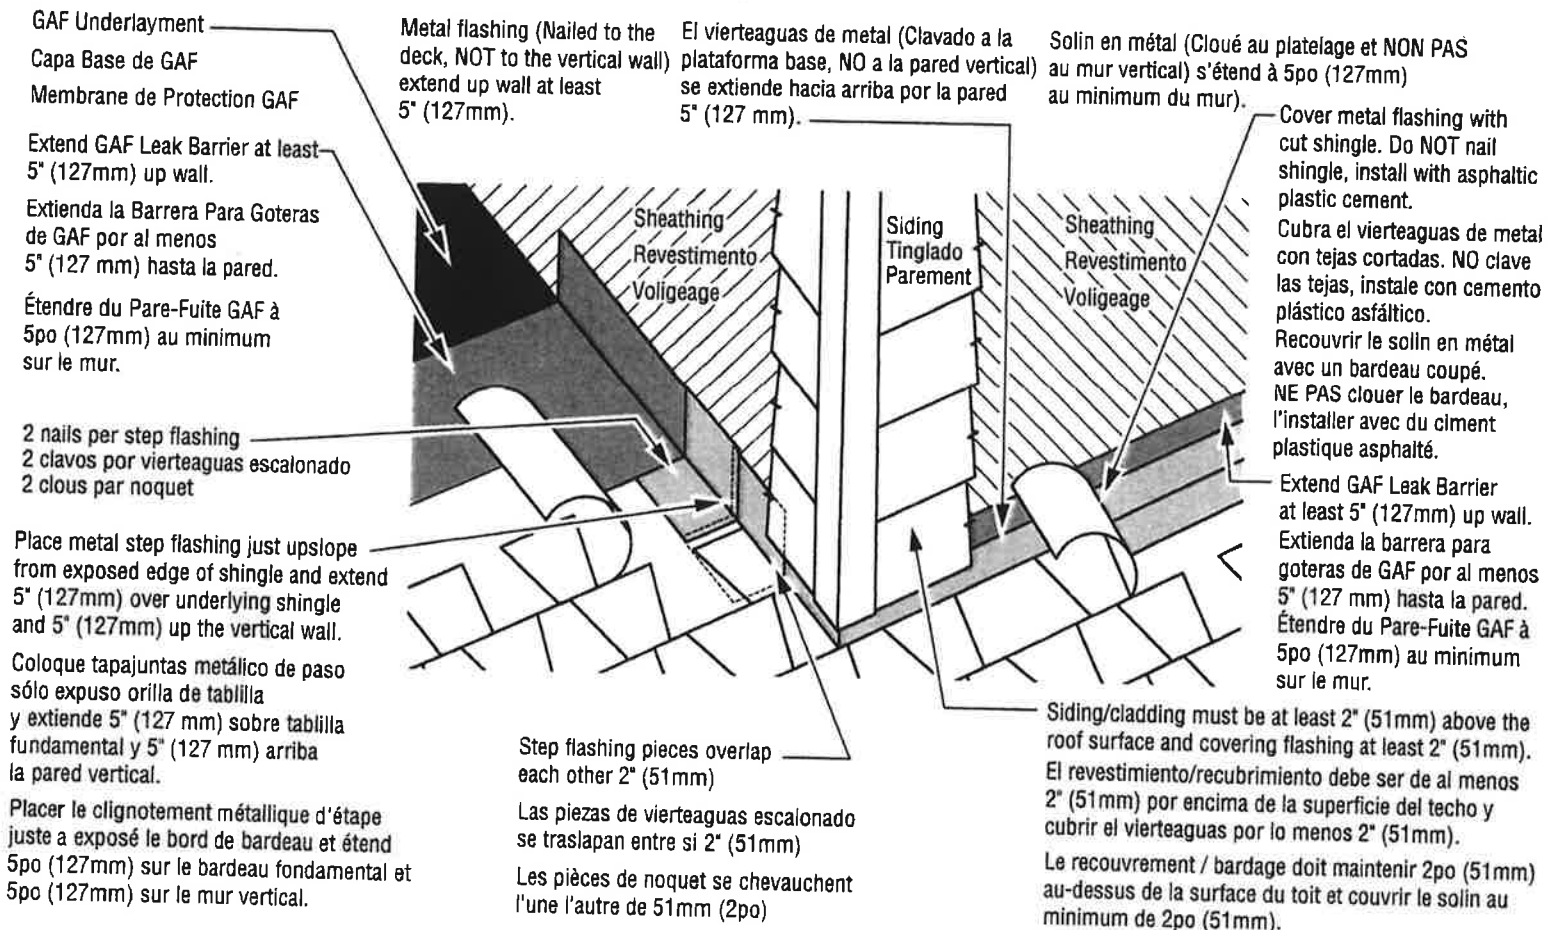 GAF Underlayment
Capa Base de GAF
Membrane de Protection GAF
Extend GAF Leak Barrier at least
5" (127mm) up wall.
Extienda la Barrera Para Goteras
de GAF por al menos
5" (127 mm) hasta la pared.
Étendre du Pare-Fuite GAF à
5po (127mm) au minimum
sur le mur.
2 nails per step flashing
2 clavos por vierteaguas escalonado
2 clous par noquet
Place metal step flashing just upslope
from exposed edge of shingle and extend
5" (127mm) over underlying shingle
and 5" (127mm) up the vertical wall.
Coloque tapajuntas metálico de paso
sólo expuso orilla de tablilla
y extiende 5" (127 mm) sobre tablilla
fundamental y 5" (127 mm) arriba
la pared vertical.
Placer le clignotement métallique d'étape
juste a exposé le bord de bardeau et étend
5po (127mm) sur le bardeau fondamental et
5po (127mm) sur le mur vertical.
Metal flashing (Nailed to the
deck, NOT to the vertical wall)
extend up wall at least
5" (127mm).
El vierteaguas de metal (Clavado a la
plataforma base, NO a la pared vertical)
se extiende hacia arriba por la pared
5" (127 mm).
Solin en métal (Cloué au platelage et NON PAS
au mur vertical) s'étend à 5po (127mm)
au minimum du mur).
Sheathing
Revestimento
Voligeage
Siding
Tinglado
Parement
Sheathing
Revestimento
Voligeage
Cover metal flashing with
cut shingle. Do NOT nail
shingle, install with asphaltic
plastic cement.
Cubra el vierteaguas de metal
con tejas cortadas. NO clave
las tejas, instale con cemento
plástico asfáltico.
Recouvrir le solin en métal
avec un bardeau coupé.
NE PAS clouer le bardeau,
l'installer avec du ciment
plastique asphalté.
Extend GAF Leak Barrier
at least 5" (127mm) up wall.
Extienda la barrera para
goteras de GAF por al menos
5" (127 mm) hasta la pared.
Étendre du Pare-Fuite GAF à
5po (127mm) au minimum
sur le mur.
Step flashing pieces overlap
each other 2" (51mm)
Las piezas de vierteaguas escalonado
se traslapan entre si 2" (51mm)
Les pièces de noquet se chevauchent
l'une l'autre de 51mm (2po)
Siding/cladding must be at least 2" (51mm) above the
roof surface and covering flashing at least 2" (51mm).
El revestimiento/recubrimiento debe ser de al menos
2" (51mm) por encima de la superficie del techo y
cubrir el vierteaguas por lo menos 2" (51mm).
Le recouvrement / bardage doit maintenir 2po (51mm)
au-dessus de la surface du toit et couvrir le solin au
minimum de 2po (51mm).